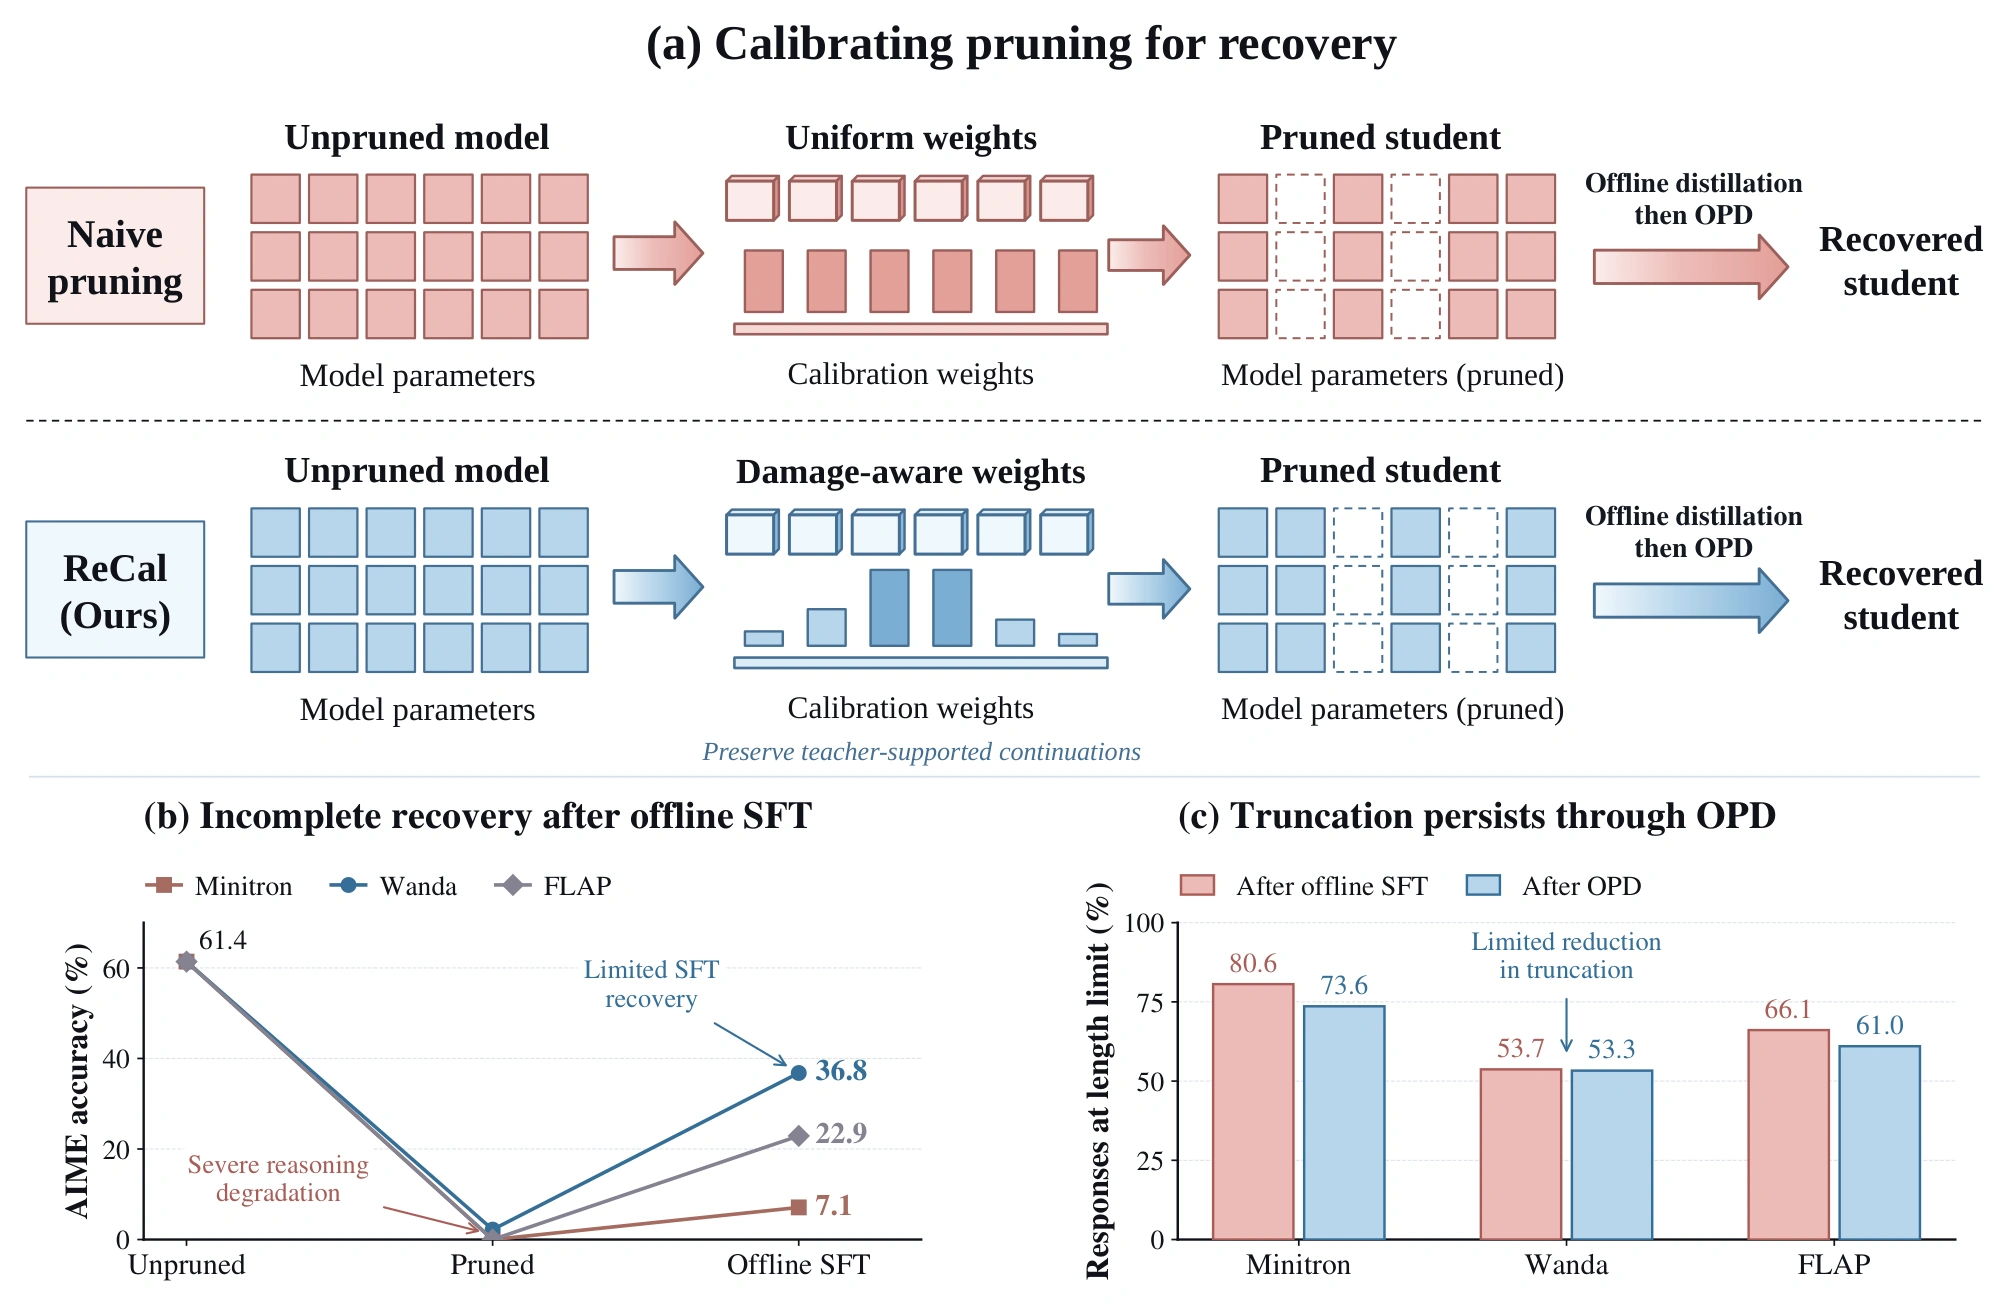 (a) Calibrating pruning for recovery
Unpruned model
Uniform weights
Pruned student
Offline distillation
then OPD
Naive
pruning
Recovered
student
Model parameters
Calibration weights
Model parameters (pruned)
Unpruned model
Damage-aware weights
Pruned student
Offline distillation
then OPD
ReCal
(Ours)
Recovered
student
Model parameters
Calibration weights
Model parameters (pruned)
Preserve teacher-supported continuations
(b) Incomplete recovery after offline SFT
Minitron
Wanda
FLAP
AIME accuracy (%)
60
40
20
0
61.4
Limited SFT
recovery
36.8
22.9
7.1
Severe reasoning
degradation
Unpruned
Pruned
Offline SFT
(c) Truncation persists through OPD
After offline SFT
After OPD
Responses at length limit (%)
100
75
50
25
0
Limited reduction
in truncation
80.6
73.6
53.7
53.3
66.1
61.0
Minitron
Wanda
FLAP